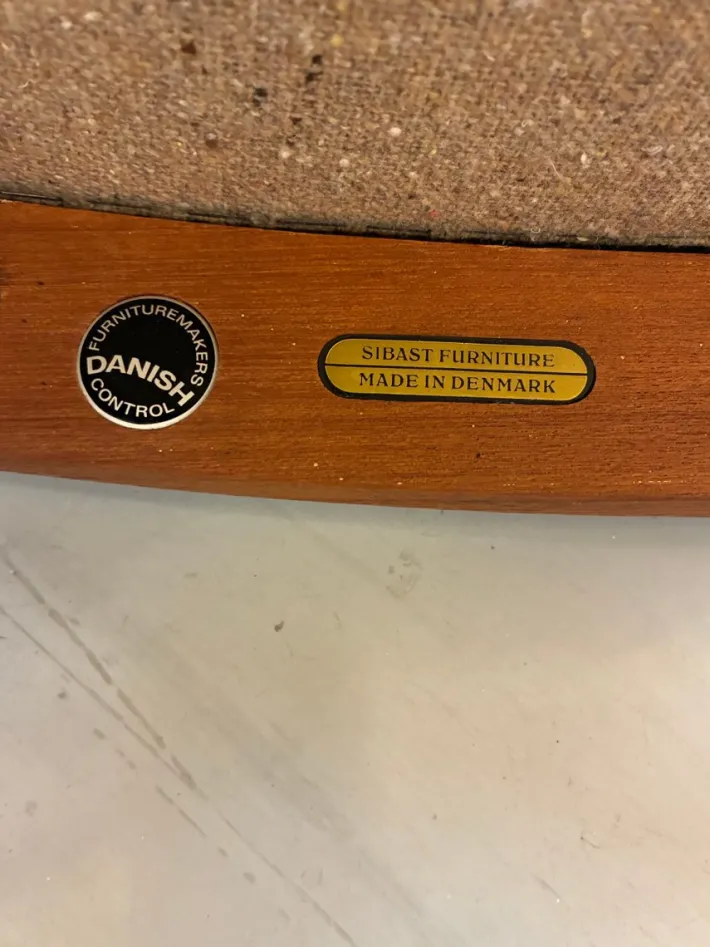 FURNITUREMAKERS
DANISH
CONTROL
SIBAST FURNITURE
MADE IN DENMARK